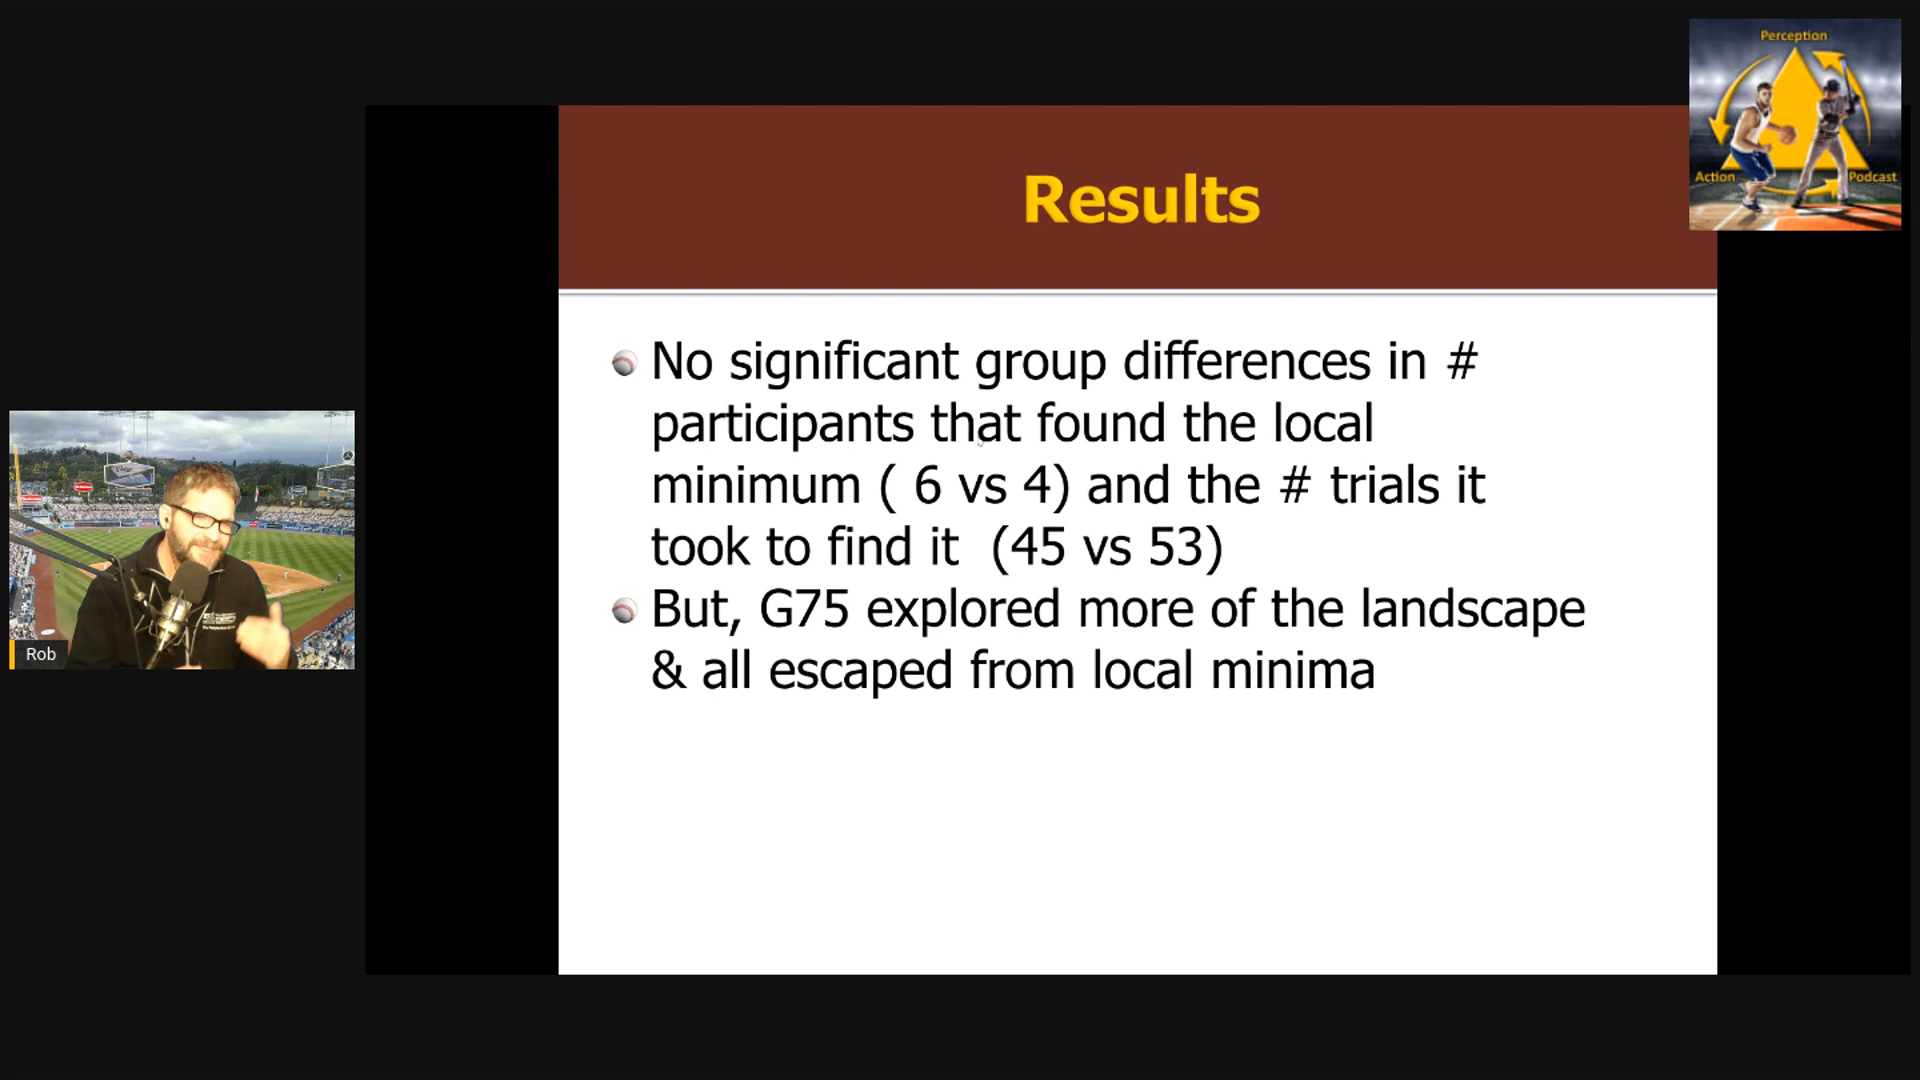 Perception
Action
Podcast
Results
No significant group differences in #
participants that found the local
minimum ( 6 vs 4) and the # trials it
took to find it (45 vs 53)
But, G75 explored more of the landscape
& all escaped from local minima
Rob